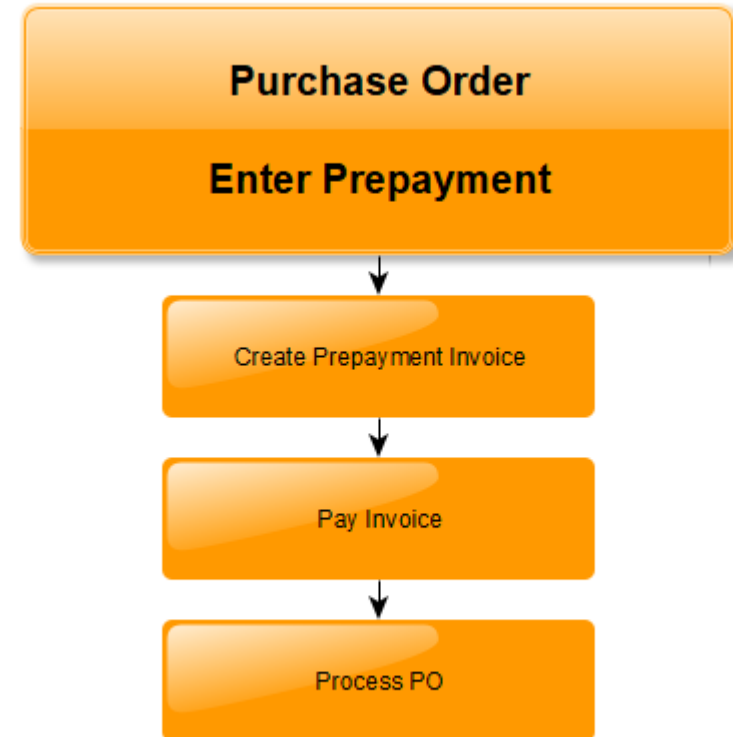 Purchase Order
Enter Prepayment
Create Prepayment Invoice
Pay Invoice
Process PO